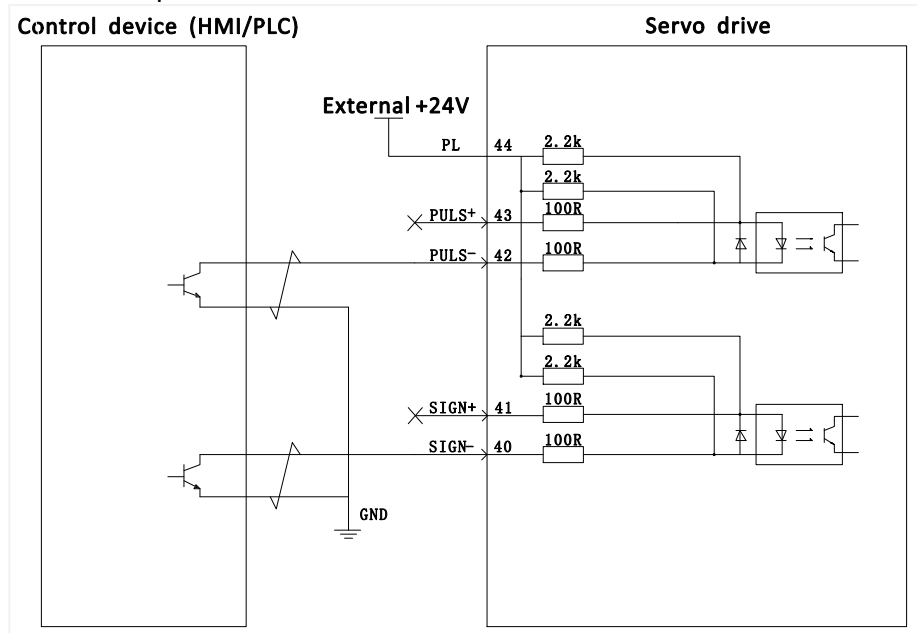 Control device (HMI/PLC)
Servo drive
External +24V
PL 44 2.2k
2.2k
PULS+ 43 100R
PULS- 42 100R
2.2k
2.2k
SIGN+ 41 100R
SIGN- 40 100R
GND